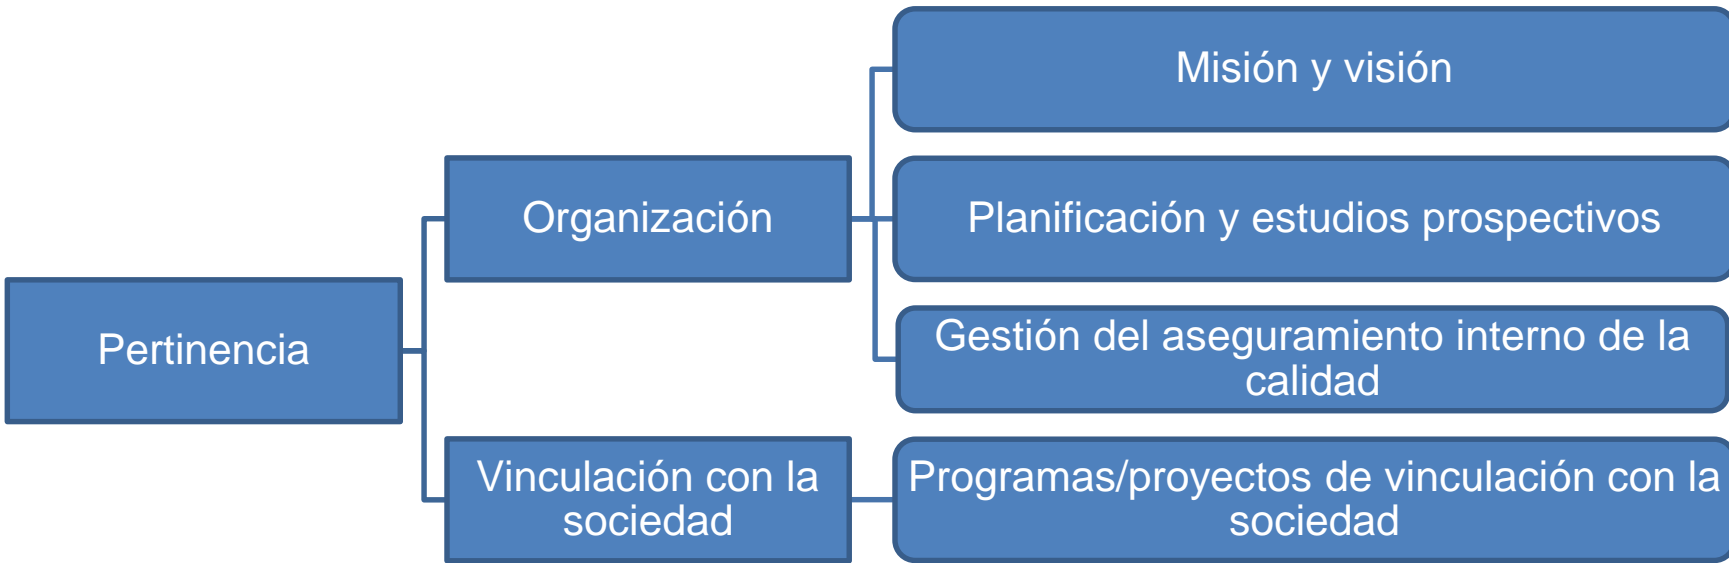 Pertinencia
Organización
Misión y visión
Planificación y estudios prospectivos
Gestión del aseguramiento interno de la
calidad
Vinculación con la
sociedad
Programas/proyectos de vinculación con la
sociedad